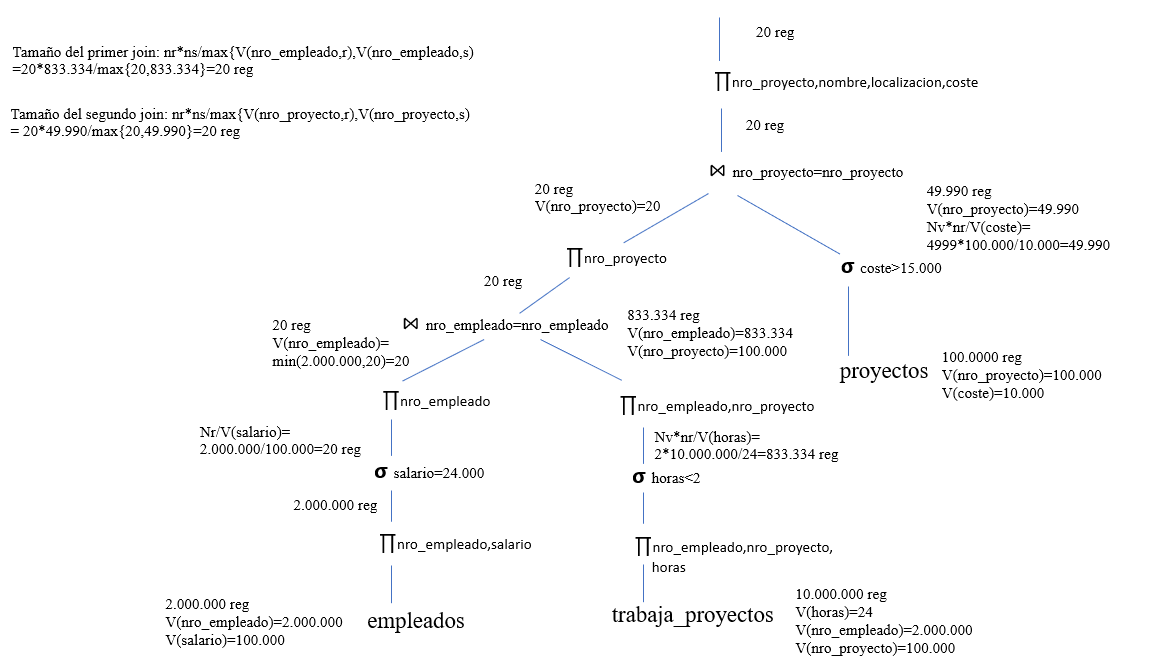 20 reg
Tamaño del primer join: nr*ns/max{V(nro_empleado,r),V(nro_empleado,s)
=20*833.334/max{20,833.334}=20 reg
∏nro_proyecto,nombre,localizacion,coste
Tamaño del segundo join: nr*ns/max{V(nro_proyecto,r),V(nro_proyecto,s)
= 20*49.990/max{20,49.990}=20 reg
20 reg
⋈ nro_proyecto=nro_proyecto
20 reg
V(nro_proyecto)=20
49.990 reg
V(nro_proyecto)=49.990
Nv*nr/V(coste)=
4999*100.000/10.000=49.990
∏nro_proyecto
σ coste>15.000
20 reg
20 reg
V(nro_empleado)=
min(2.000.000,20)=20
⋈ nro_empleado=nro_empleado
833.334 reg
V(nro_empleado)=833.334
V(nro_proyecto)=100.000
proyectos
100.0000 reg
V(nro_proyecto)=100.000
V(coste)=10.000
∏nro_empleado
∏nro_empleado,nro_proyecto
Nr/V(salario)=
2.000.000/100.000=20 reg
Nv*nr/V(horas)=
2*10.000.000/24=833.334 reg
σ salario=24.000
σ horas<2
2.000.000 reg
∏nro_empleado,salario
∏nro_empleado,nro_proyecto,
horas
2.000.000 reg
V(nro_empleado)=2.000.000
V(salario)=100.000
empleados
trabaja_proyectos
10.000.000 reg
V(horas)=24
V(nro_empleado)=2.000.000
V(nro_proyecto)=100.000